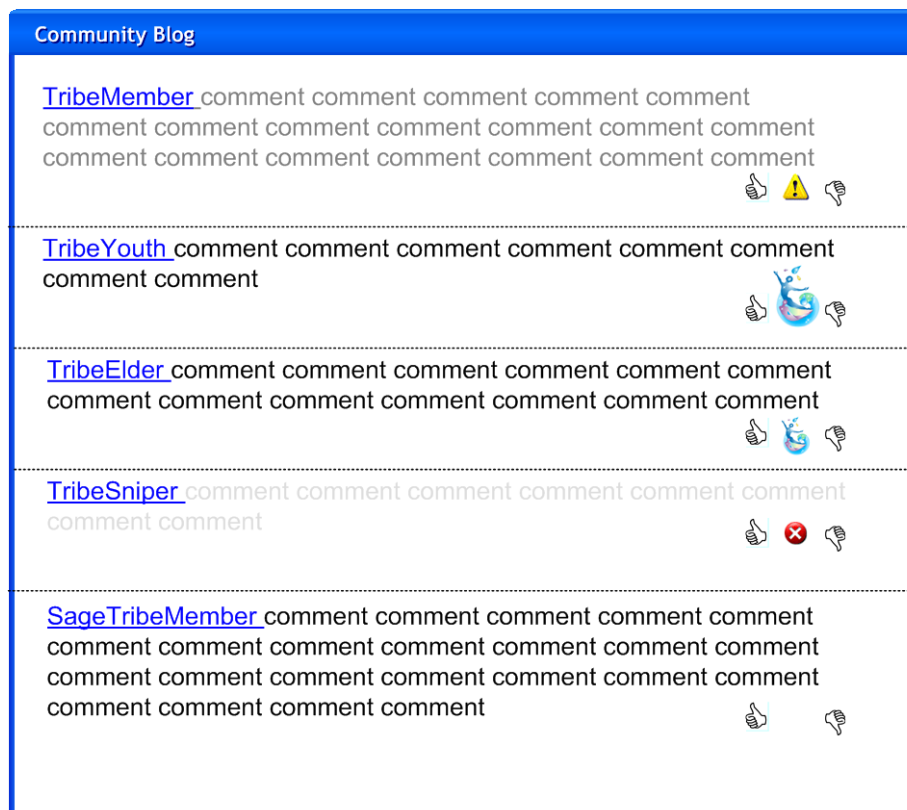 Community Blog
TribeMember comment comment comment comment comment
comment comment comment comment comment comment comment
comment comment comment comment comment comment comment
TribeYouth comment comment comment comment comment comment
comment comment
TribeElder comment comment comment comment comment comment
comment comment comment comment comment comment comment
TribeSniper comment comment comment comment comment comment
comment comment
SageTribeMember comment comment comment comment comment
comment comment comment comment comment comment comment
comment comment comment comment comment comment comment
comment comment comment comment